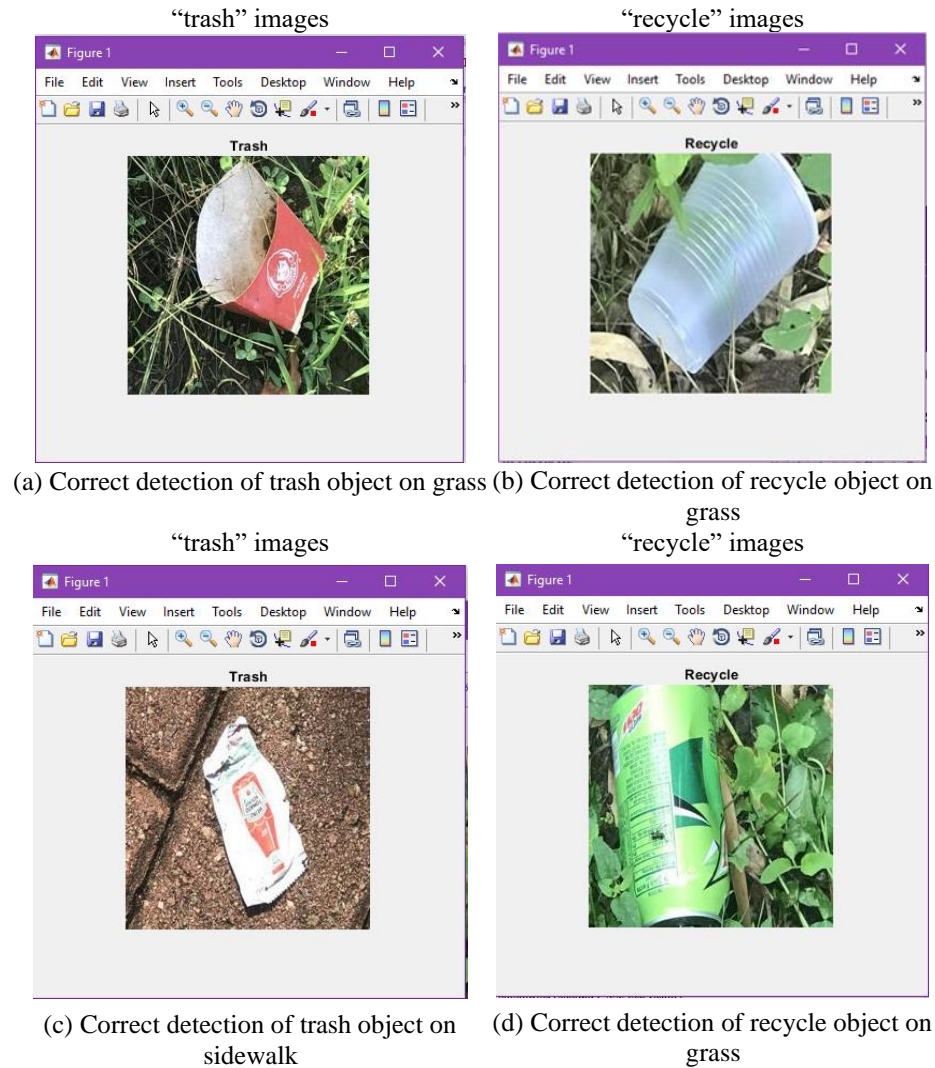 “trash” images
“recycle” images
Figure 1
File Edit View Insert Tools Desktop Window Help
Trash
Figure 1
File Edit View Insert Tools Desktop Window Help
Recycle
(a) Correct detection of trash object on grass
(b) Correct detection of recycle object on
grass
“trash” images
“recycle” images
Figure 1
File Edit View Insert Tools Desktop Window Help
Trash
Figure 1
File Edit View Insert Tools Desktop Window Help
Recycle
(c) Correct detection of trash object on
sidewalk
(d) Correct detection of recycle object on
grass